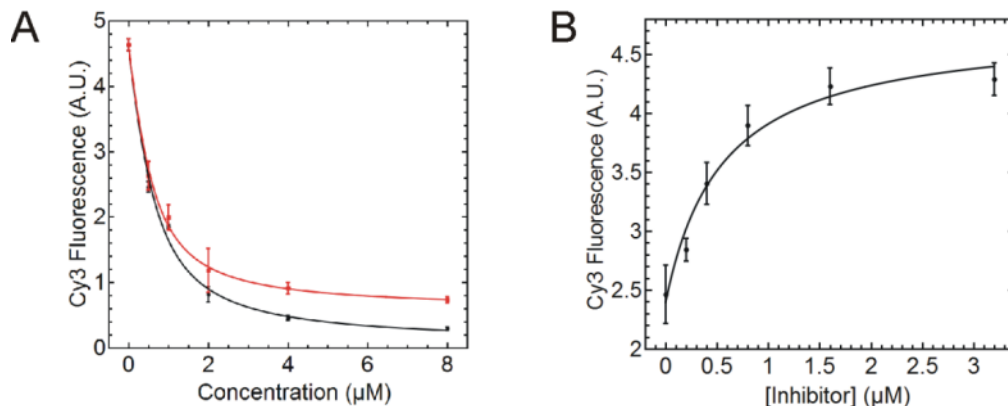 A
5
4
3
2
1
0
Cy3 Fluorescence (A.U.)
0 2 4 6 8
Concentration (µM)
B
4.5
4
3.5
3
2.5
2
Cy3 Fluorescence (A.U.)
0 0.5 1 1.5 2 2.5 3
[Inhibitor] (µM)